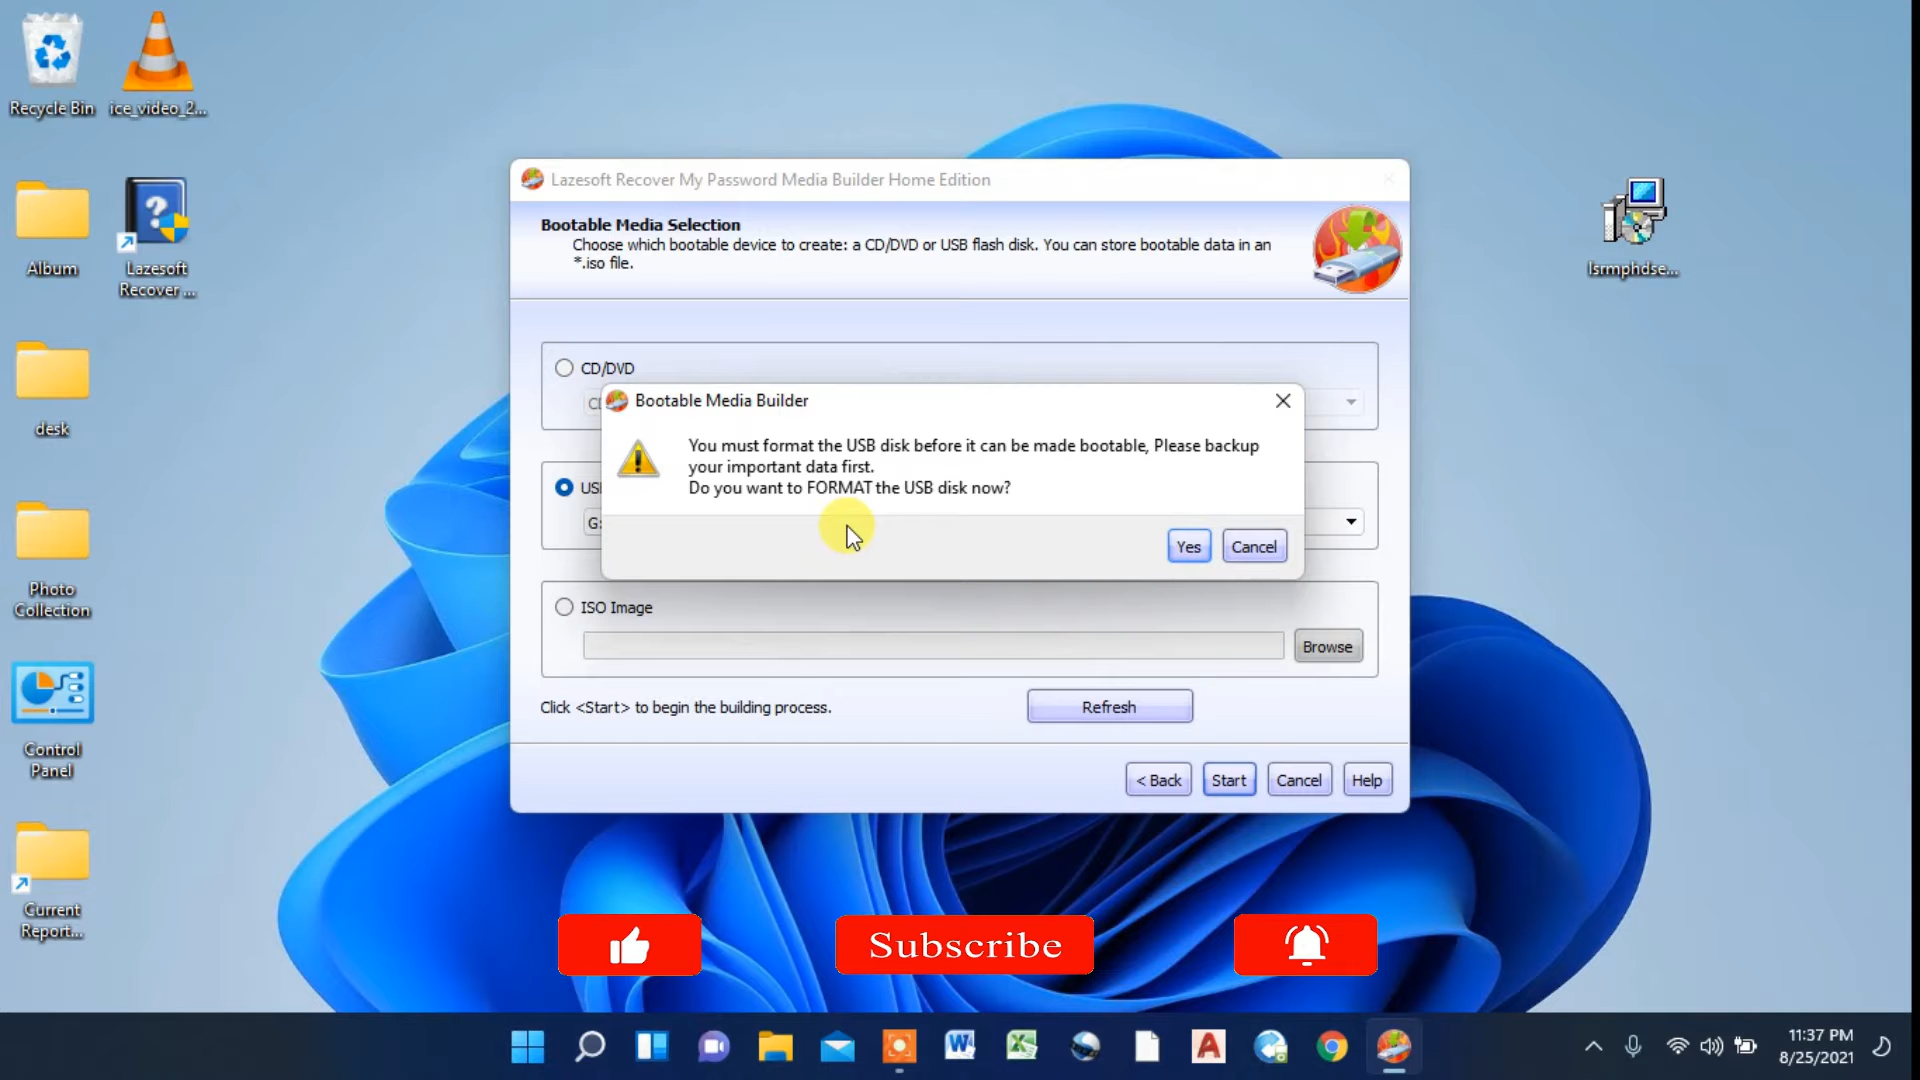 Recycle Bin
ice_video_2...
Album
Lazesoft
Recover ...
desk
Photo
Collection
Control
Panel
Current
Report...
lsrmphdse...
Lazesoft Recover My Password Media Builder Home Edition
Bootable Media Selection
Choose which bootable device to create: a CD/DVD or USB flash disk. You can store bootable data in an
*.iso file.
CD/DVD
Bootable Media Builder
You must format the USB disk before it can be made bootable, Please backup
your important data first.
Do you want to FORMAT the USB disk now?
G:
Yes
Cancel
ISO Image
Browse
Click <Start> to begin the building process.
Refresh
< Back
Start
Cancel
Help
Subscribe
11:37 PM
8/25/2021